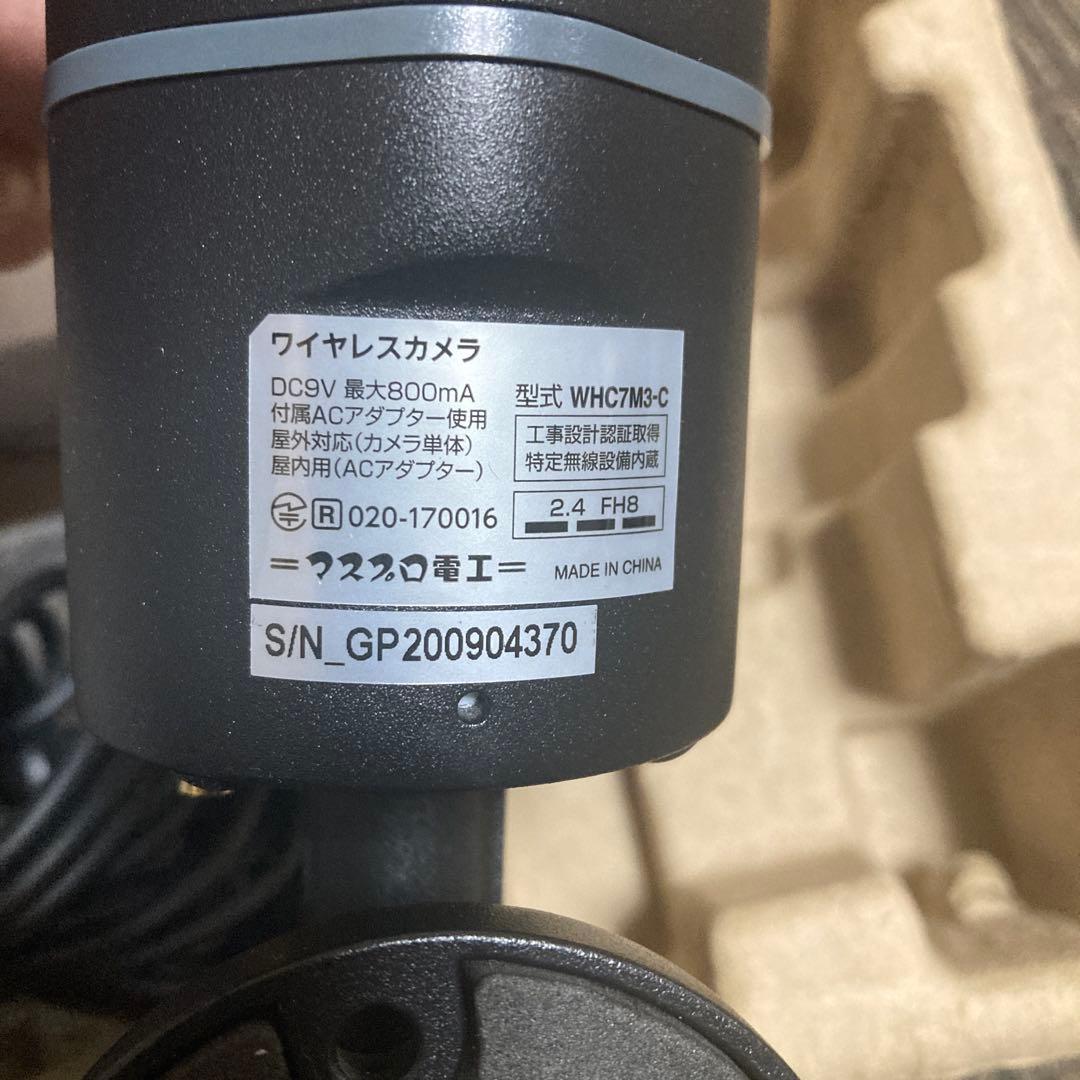 ワイヤレスカメラ
DC9V 最大800mA
付属ACアダプター使用
屋外対応(カメラ単体)
屋内用(ACアダプター)
型式 WHC7M3-C
工事設計認証取得
特定無線設備内蔵
R 020-170016
2.4 FH8
=マスプロ電工=
MADE IN CHINA
S/N_GP200904370